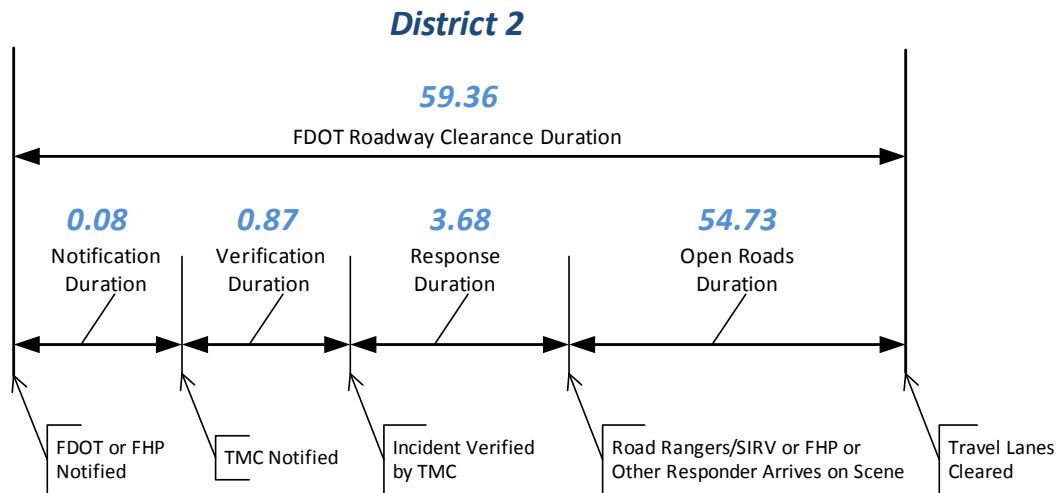 District 2
59.36
FDOT Roadway Clearance Duration
0.08
Notification
Duration
0.87
Verification
Duration
3.68
Response
Duration
54.73
Open Roads
Duration
FDOT or FHP
Notified
TMC Notified
Incident Verified
by TMC
Road Rangers/SIRV or FHP or
Other Responder Arrives on Scene
Travel Lanes
Cleared